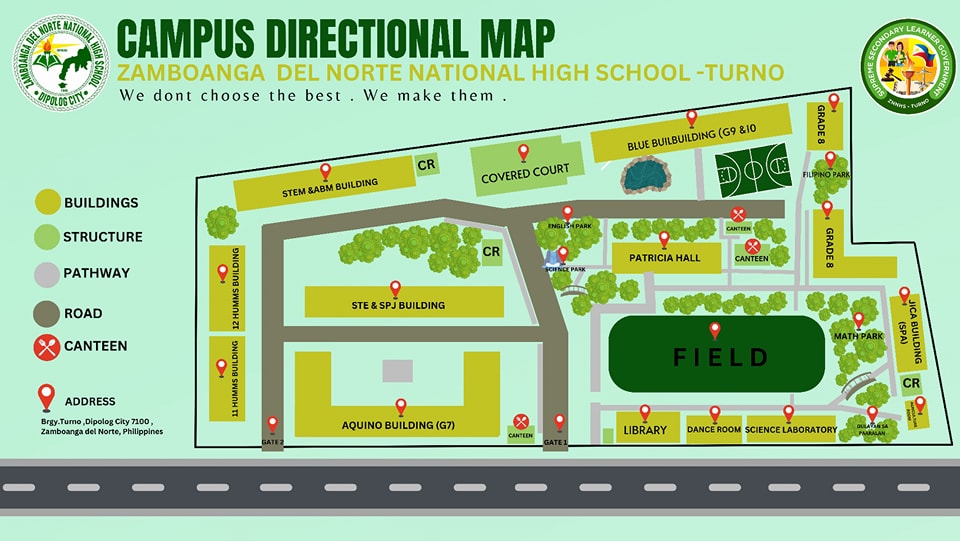 CAMPUS DIRECTIONAL MAP
ZAMBOANGA DEL NORTE NATIONAL HIGH SCHOOL -TURNO
We dont choose the best . We make them .
ZAMBOANGA DEL NORTE NATIONAL HIGH SCHOOL
DIPOLOG CITY
SUPREME SECONDARY LEARNER GOVERNMENT
ZNNHS - TURNO
BUILDINGS
STRUCTURE
PATHWAY
ROAD
CANTEEN
ADDRESS
Brgy.Turno ,Dipolog City 7100 ,
Zamboanga del Norte, Philippines
STEM &ABM BUILDING
CR
COVERED COURT
BLUE BUILBUILDING (G9 &10
GRADE 8
FILIPINO PARK
ENGLISH PARK
CANTEEN
CANTEEN
GRADE 8
CR
SCIENCE PARK
PATRICIA HALL
12 HUMMS BUILDING
STE & SPJ BUILDING
FIELD
MATH PARK
JICA BUILDING
(SPA)
11 HUMMS BUILDING
CR
AQUINO BUILDING (G7)
CANTEEN
LIBRARY
DANCE ROOM
SCIENCE LABORATORY
GULAYAN SA
PAARALAN
GATE 2
GATE 1